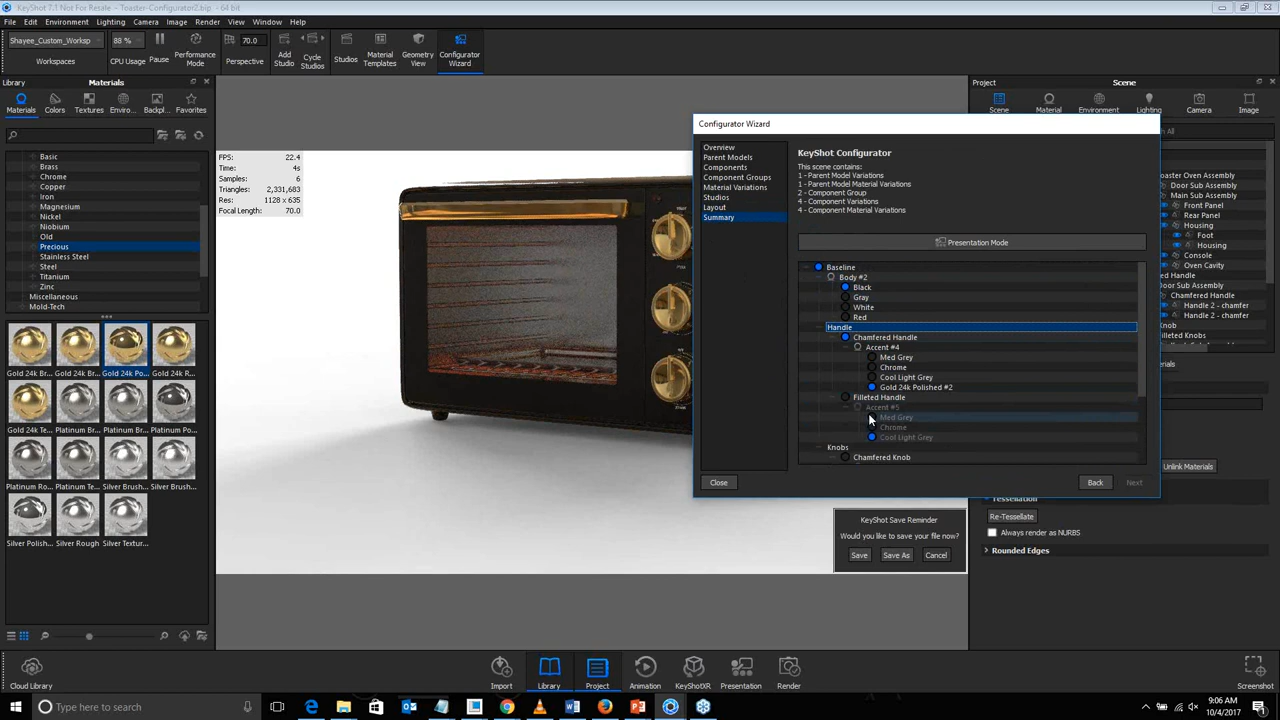 KeyShot 7.1 Not For Resale - Toaster-Configurator2.bip - 64 bit
File Edit Environment Lighting Camera Image Render View Window Help
Shayee_Custom_Worksp
88 %
70.0
Workspaces
CPU Usage
Pause
Performance
Mode
Perspective
Add
Studio
Cycle
Studios
Studios
Material
Templates
Geometry
View
Configurator
Wizard
Library
Materials
Materials
Colors
Textures
Enviro...
Backpl...
Favorites
Basic
Brass
Chrome
Copper
Iron
Magnesium
Nickel
Niobium
Old
Precious
Stainless Steel
Steel
Titanium
Zinc
Miscellaneous
Mold-Tech
Gold 24k Br...
Gold 24k Br...
Gold 24k Po...
Gold 24k R...
Gold 24k Te...
Platinum Br...
Platinum Br...
Platinum Po...
Platinum Ro...
Platinum Te...
Silver Brush...
Silver Brush...
Silver Polish...
Silver Rough
Silver Textur...
FPS: 22.4
Time: 4s
Samples: 6
Triangles: 2,331,683
Res: 1128 x 635
Focal Length: 70.0
Configurator Wizard
Overview
Parent Models
Components
Component Groups
Material Variations
Studios
Layout
Summary
KeyShot Configurator
This scene contains:
1 - Parent Model Variations
1 - Parent Model Material Variations
2 - Component Group
4 - Component Variations
4 - Component Material Variations
Presentation Mode
Baseline
Body #2
Black
Gray
White
Red
Handle
Chamfered Handle
Accent #4
Med Grey
Chrome
Cool Light Grey
Gold 24k Polished #2
Filleted Handle
Accent #5
Med Grey
Chrome
Cool Light Grey
Knobs
Chamfered Knob
Close
Back
Next
KeyShot Save Reminder
Would you like to save your file now?
Save
Save As
Cancel
Project
Scene
Scene
Material
Environment
Lighting
Camera
Image
Door Sub Assembly
Front Panel
Rear Panel
Housing
Foot
Housing
Console
Oven Cavity
Chamfered Handle
Handle 2 - chamfer
Handle 2 - chamfer
Unlink Materials
Tessellation
Re-Tessellate
Always render as NURBS
Rounded Edges
Cloud Library
Import
Library
Project
Animation
KeyShotXR
Presentation
Render
Screenshot
Type here to search
9:06 AM
10/4/2017